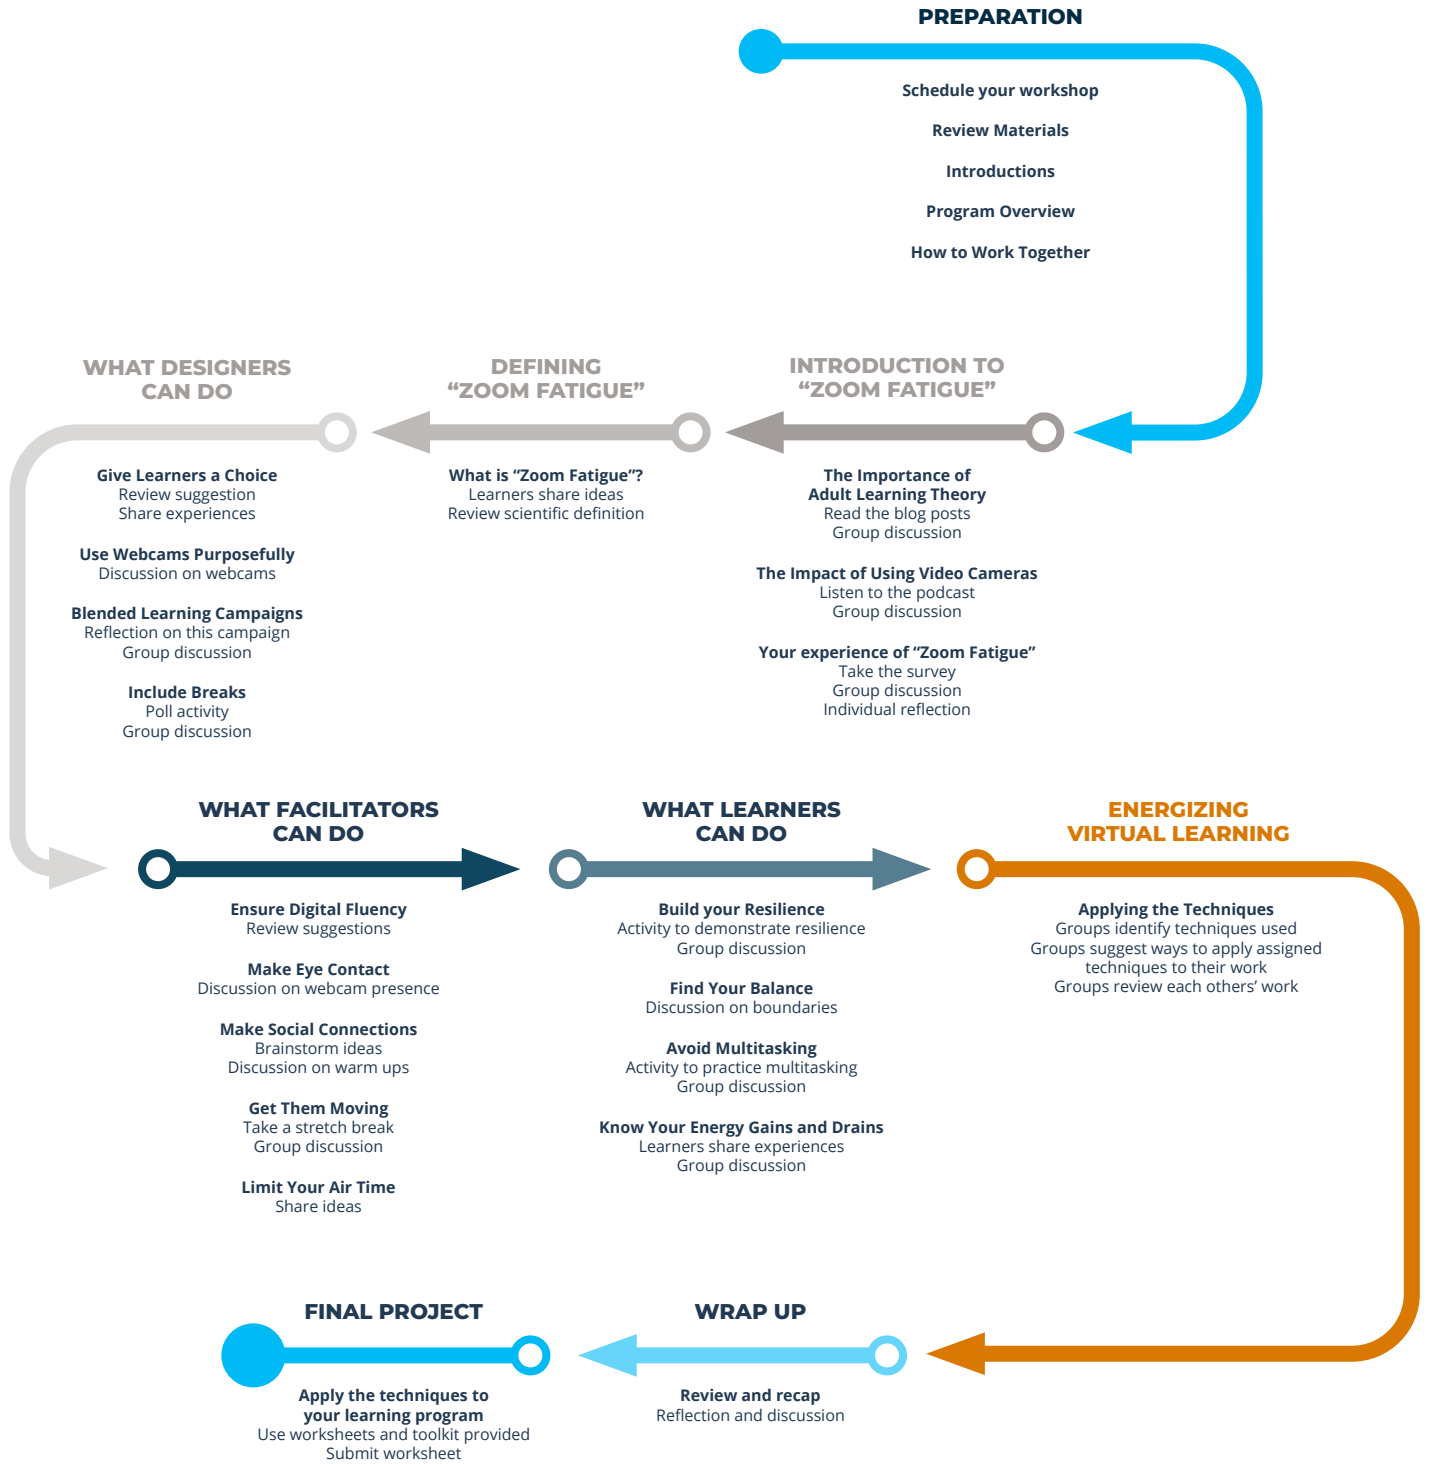 PREPARATION
Schedule your workshop
Review Materials
Introductions
Program Overview
How to Work Together
INTRODUCTION TO
“ZOOM FATIGUE”
The Importance of
Adult Learning Theory
Read the blog posts
Group discussion
The Impact of Using Video Cameras
Listen to the podcast
Group discussion
Your experience of “Zoom Fatigue”
Take the survey
Group discussion
Individual reflection
DEFINING
“ZOOM FATIGUE”
What is “Zoom Fatigue”?
Learners share ideas
Review scientific definition
WHAT DESIGNERS
CAN DO
Give Learners a Choice
Review suggestion
Share experiences
Use Webcams Purposefully
Discussion on webcams
Blended Learning Campaigns
Reflection on this campaign
Group discussion
Include Breaks
Poll activity
Group discussion
WHAT FACILITATORS
CAN DO
Ensure Digital Fluency
Review suggestions
Make Eye Contact
Discussion on webcam presence
Make Social Connections
Brainstorm ideas
Discussion on warm ups
Get Them Moving
Take a stretch break
Group discussion
Limit Your Air Time
Share ideas
WHAT LEARNERS
CAN DO
Build your Resilience
Activity to demonstrate resilience
Group discussion
Find Your Balance
Discussion on boundaries
Avoid Multitasking
Activity to practice multitasking
Group discussion
Know Your Energy Gains and Drains
Learners share experiences
Group discussion
ENERGIZING
VIRTUAL LEARNING
Applying the Techniques
Groups identify techniques used
Groups suggest ways to apply assigned
techniques to their work
Groups review each others’ work
WRAP UP
Review and recap
Reflection and discussion
FINAL PROJECT
Apply the techniques to
your learning program
Use worksheets and toolkit provided
Submit worksheet